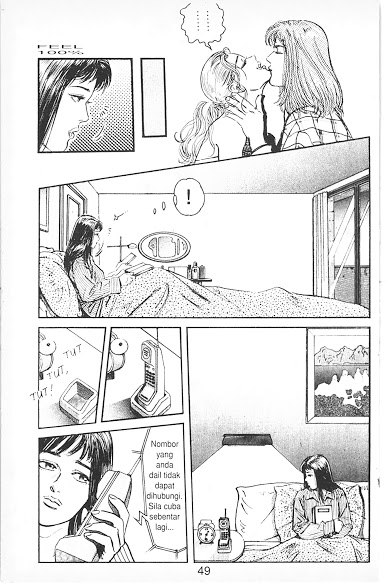 FEEL
100%
!
TUT
TUT,
TUT!
Nombor
yang
anda
dail tidak
dapat
dihubungi.
Sila cuba
sebentar
lagi...
49